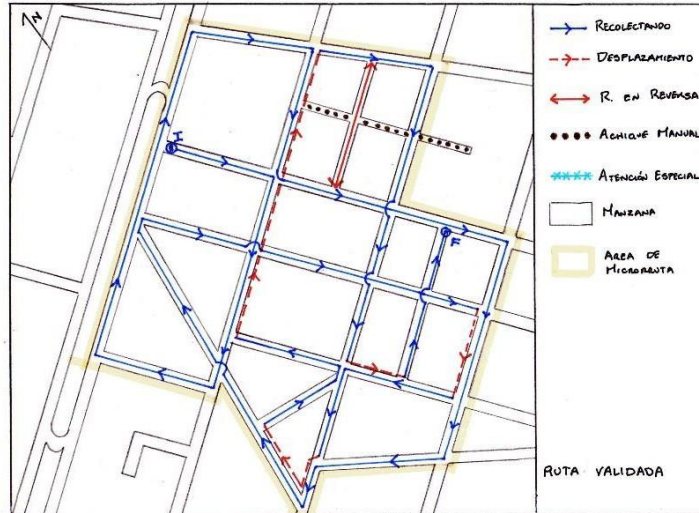 N
I
F
RECOLECTANDO
DESPLAZAMIENTO
R. EN REVERSA
ACHIQUE MANUAL
ATENCIÓN ESPECIAL
MANZANA
AREA DE
MICRORUTA
RUTA VALIDADA